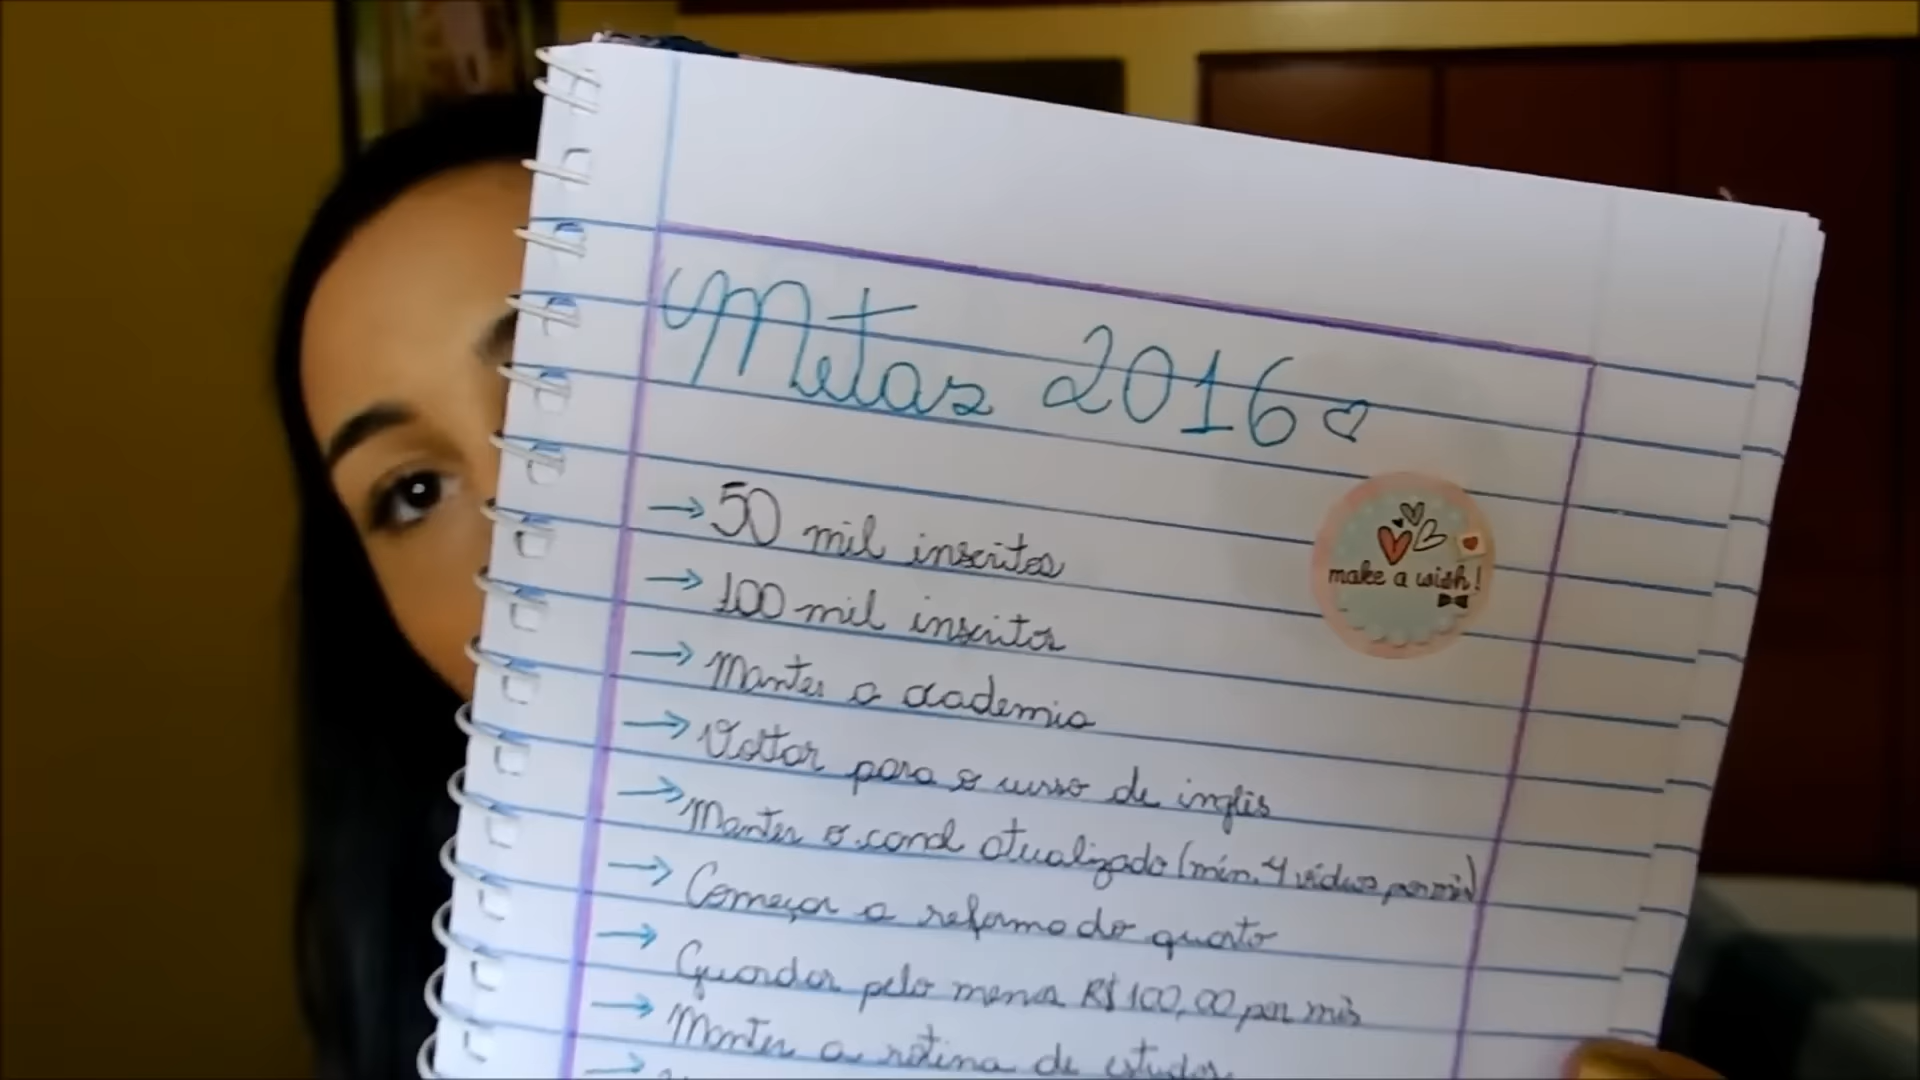 Metas 2016
→ 50 mil inscritos
make a wish!
→ 100 mil inscritos
→ Manter a academia
→ Voltar para o curso de inglês
→ Manter o canal atualizado (min. 4 vídeos por mês)
→ Começar a reforma do quarto
→ Guardar pelo menos R$ 100,00 por mês
→ Manter a rotina de estudos